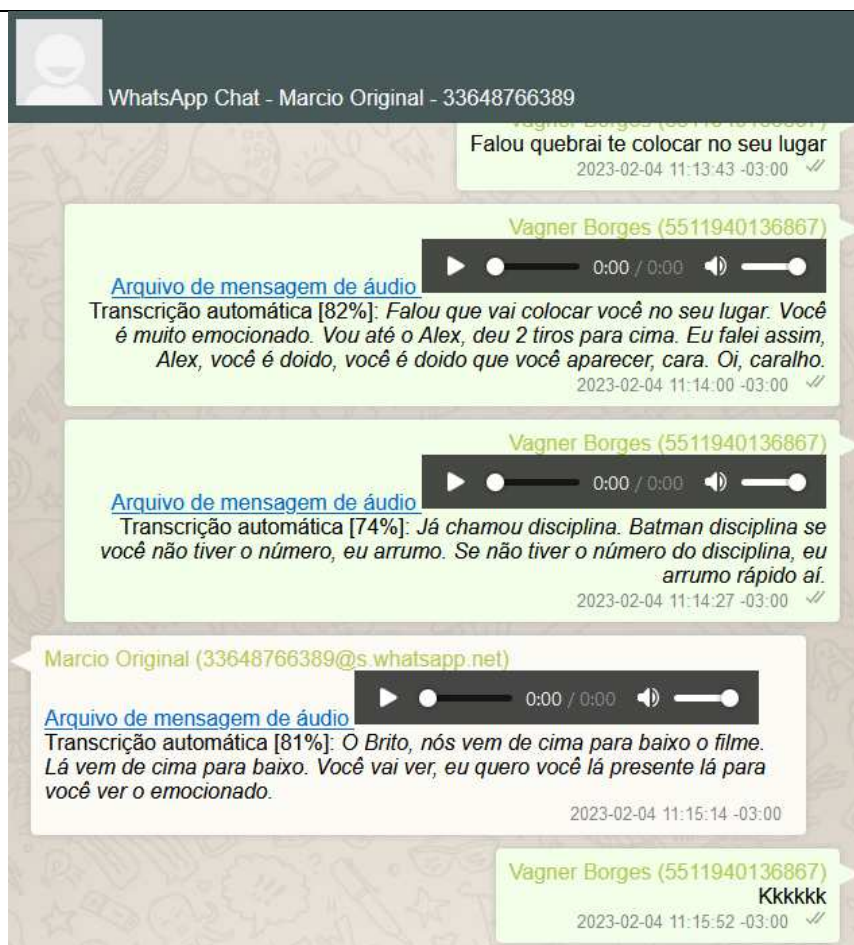 WhatsApp Chat - Marcio Original - 33648766389
Vagner Borges (5511940136867)
Falou quebrai te colocar no seu lugar
2023-02-04 11:13:43 -03:00
Vagner Borges (5511940136867)
0:00 / 0:00
Arquivo de mensagem de áudio
Transcrição automática [82%]: Falou que vai colocar você no seu lugar. Você
é muito emocionado. Vou até o Alex, deu 2 tiros para cima. Eu falei assim,
Alex, você é doido, você é doido que você aparecer, cara. Oi, caralho.
2023-02-04 11:14:00 -03:00
Vagner Borges (5511940136867)
0:00 / 0:00
Arquivo de mensagem de áudio
Transcrição automática [74%]: Já chamou disciplina. Batman disciplina se
você não tiver o número, eu arrumo. Se não tiver o número do disciplina, eu
arrumo rápido aí.
2023-02-04 11:14:27 -03:00
Marcio Original (33648766389@s.whatsapp.net)
0:00 / 0:00
Arquivo de mensagem de áudio
Transcrição automática [81%]: O Brito, nós vem de cima para baixo o filme.
Lá vem de cima para baixo. Você vai ver, eu quero você lá presente lá para
você ver o emocionado.
2023-02-04 11:15:14 -03:00
Vagner Borges (5511940136867)
Kkkkkk
2023-02-04 11:15:52 -03:00